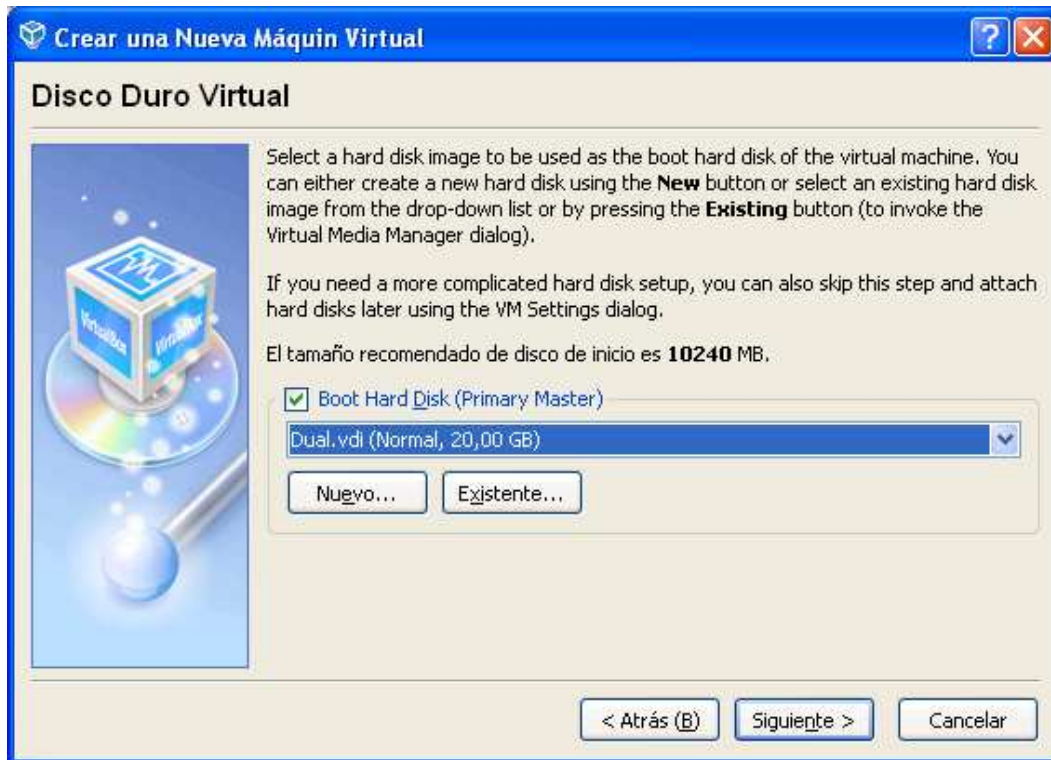 Crear una Nueva Máquin Virtual
Disco Duro Virtual
Select a hard disk image to be used as the boot hard disk of the virtual machine. You
can either create a new hard disk using the New button or select an existing hard disk
image from the drop-down list or by pressing the Existing button (to invoke the
Virtual Media Manager dialog).
If you need a more complicated hard disk setup, you can also skip this step and attach
hard disks later using the VM Settings dialog.
El tamaño recomendado de disco de inicio es 10240 MB.
Boot Hard Disk (Primary Master)
Dual.vdi (Normal, 20,00 GB)
Nuevo... Existente...
VirtualBox VirtualBox
< Atrás (B) Siguiente > Cancelar